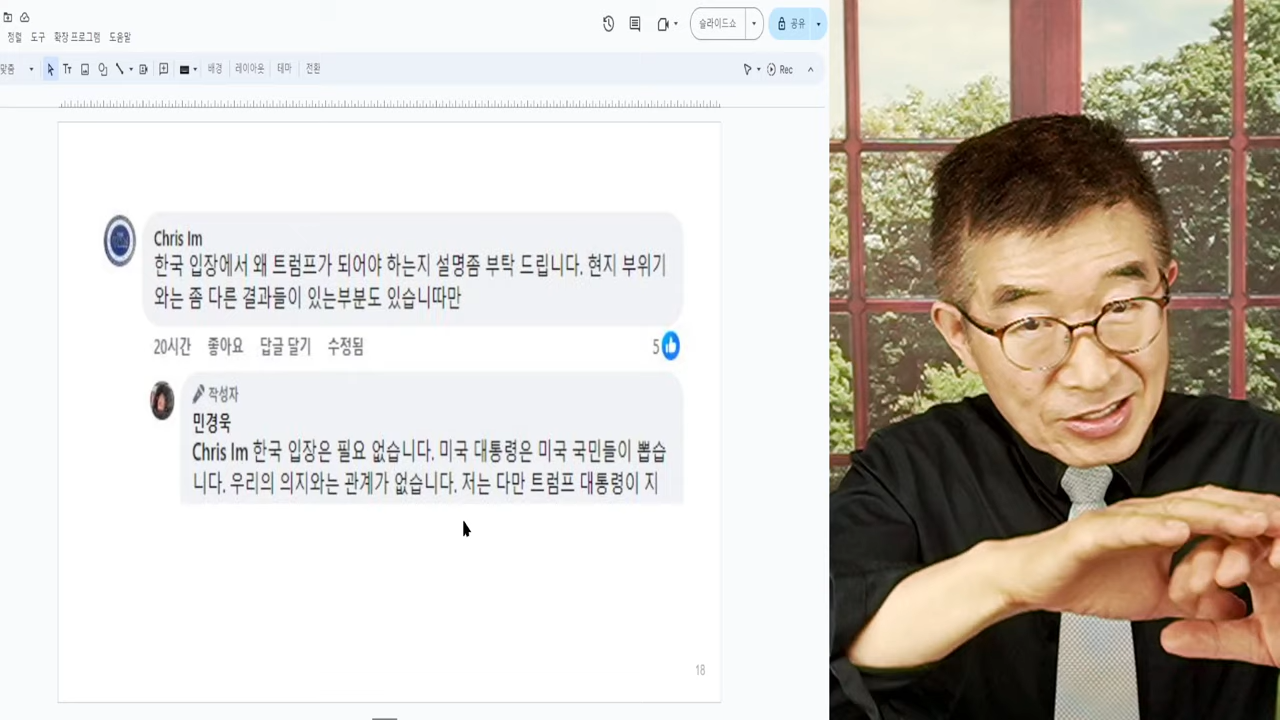 정렬 도구 확장 프로그램 도움말
슬라이드쇼
공유
맞춤
배경 레이아웃 테마 전환
Rec
Chris Im
한국 입장에서 왜 트럼프가 되어야 하는지 설명좀 부탁 드립니다. 현지 부위기
와는 좀 다른 결과들이 있는부분도 있습니따만
20시간 좋아요 답글 달기 수정됨
5
작성자
민경욱
Chris Im 한국 입장은 필요 없습니다. 미국 대통령은 미국 국민들이 뽑습
니다. 우리의 의지와는 관계가 없습니다. 저는 다만 트럼프 대통령이 지
18